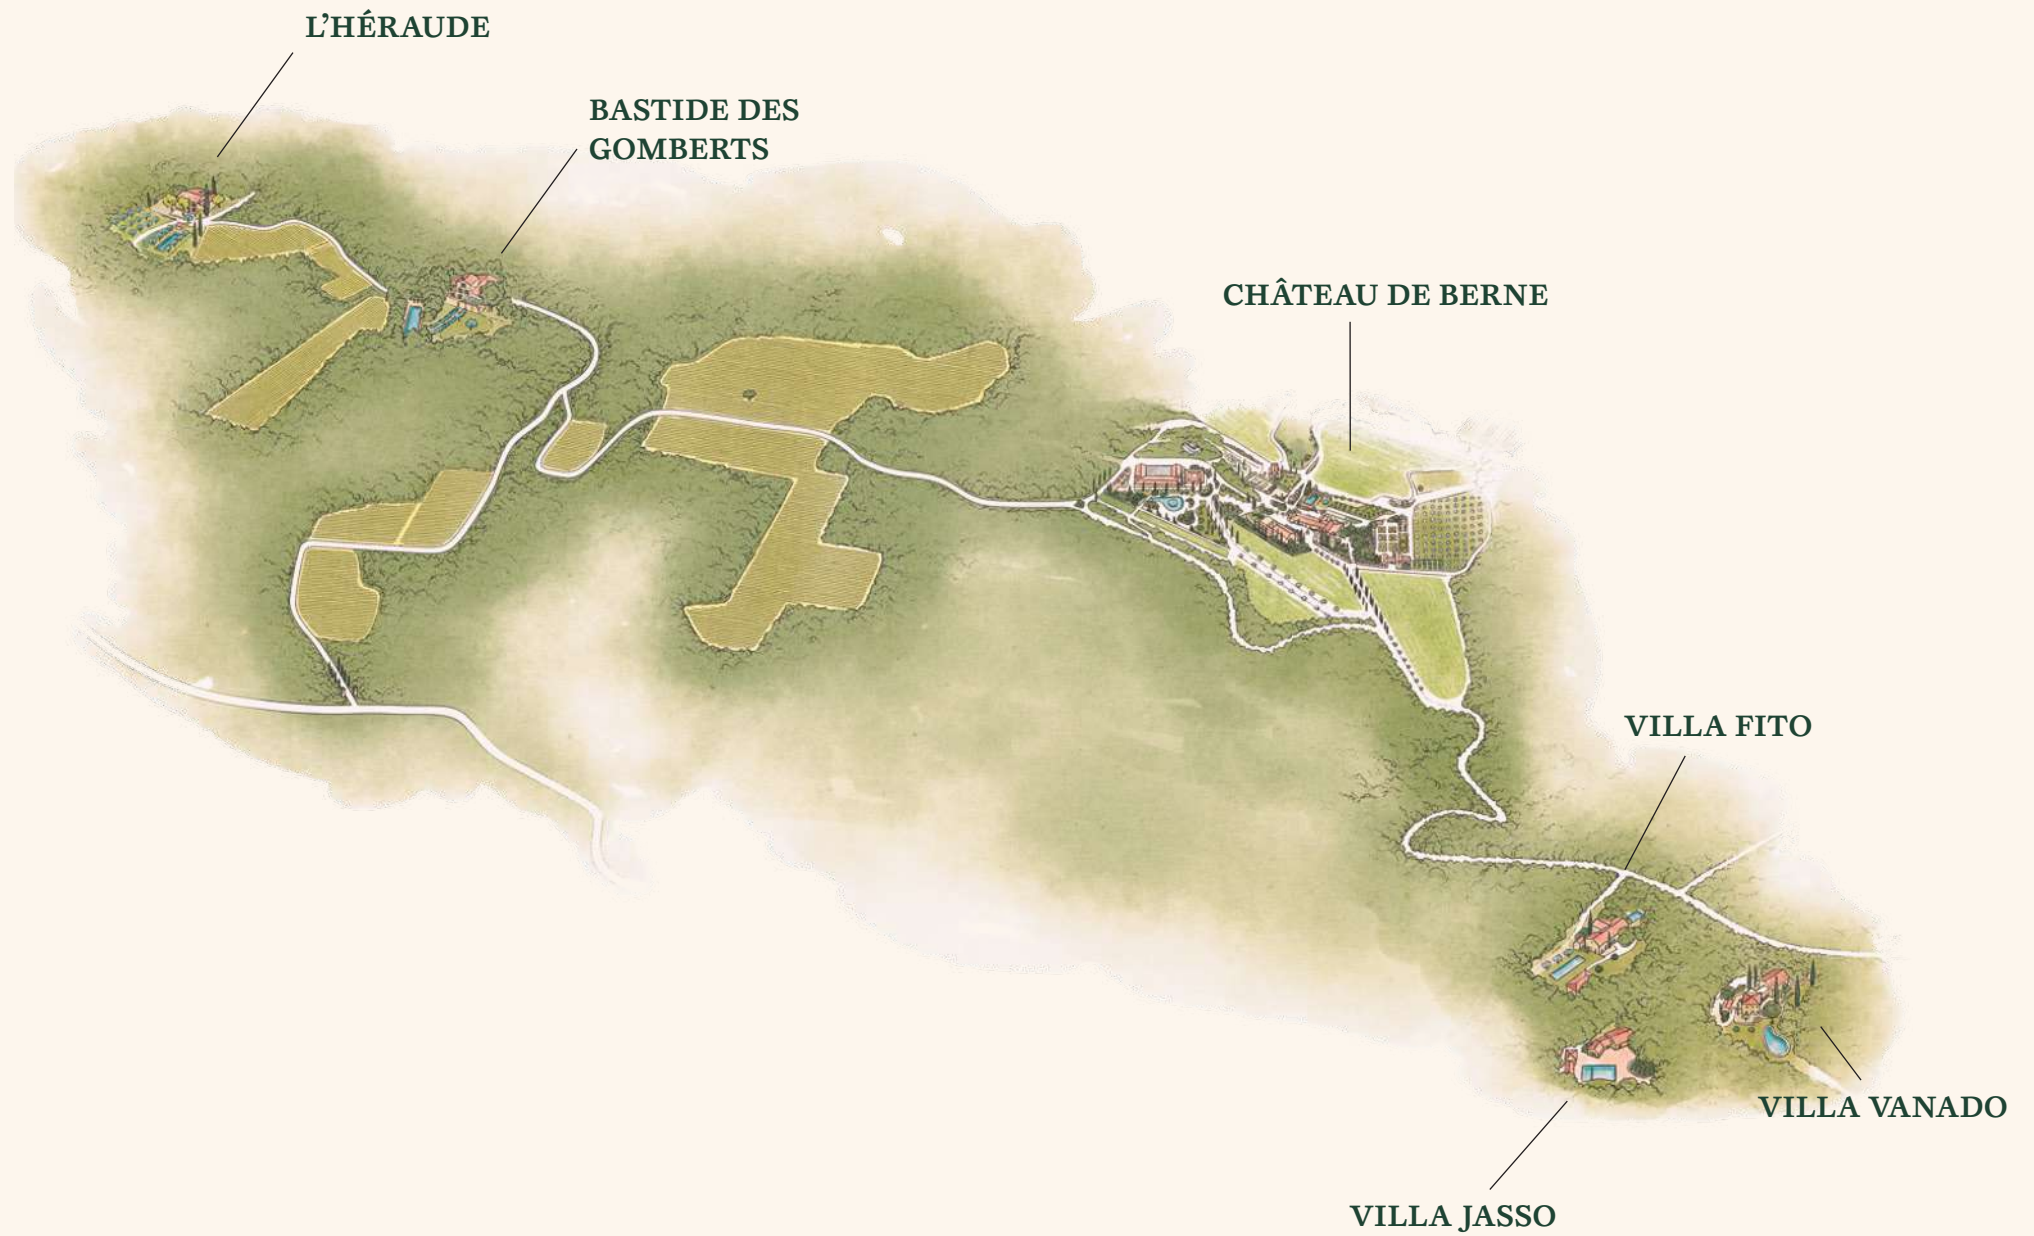 L’HÉRAUDE
BASTIDE DES
GOMBERTS
CHÂTEAU DE BERNE
VILLA FITO
VILLA VANADO
VILLA JASSO